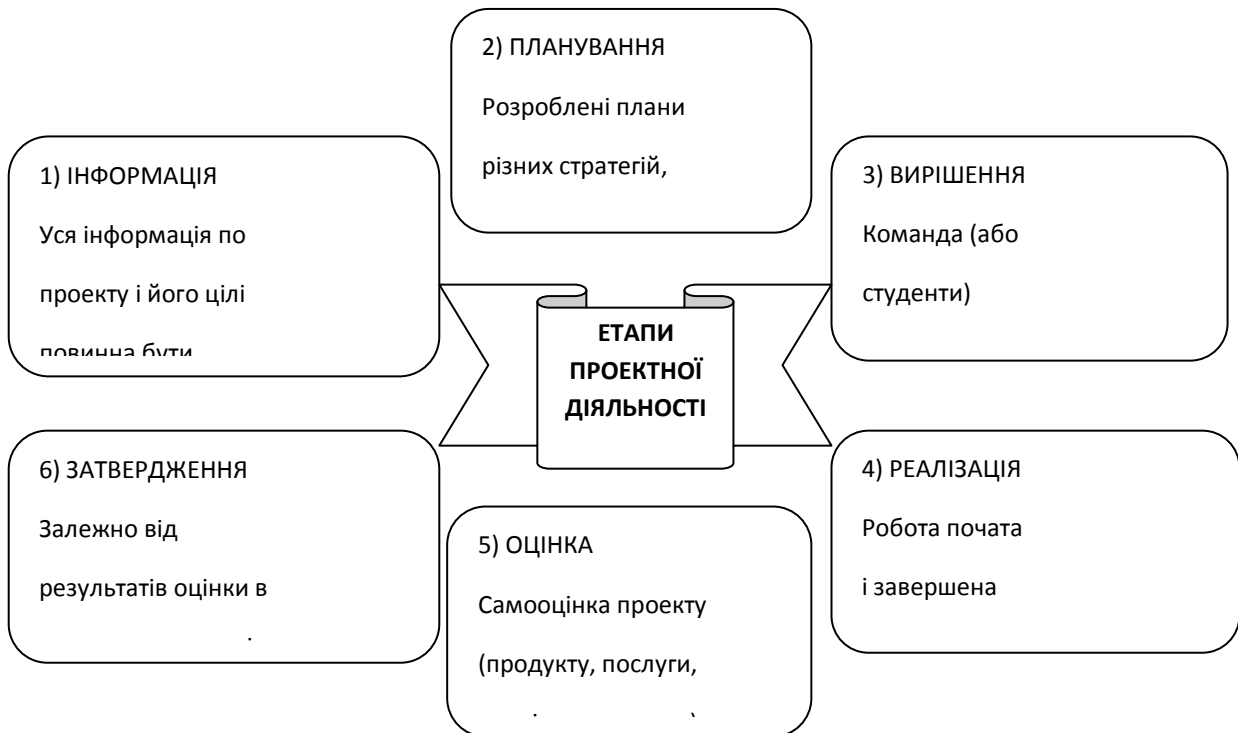 1) ІНФОРМАЦІЯ
Уся інформація по
проекту і його цілі
повинна бути
2) ПЛАНУВАННЯ
Розроблені плани
різних стратегій,
3) ВИРІШЕННЯ
Команда (або
студенти)
ЕТАПИ
ПРОЕКТНОЇ
ДІЯЛЬНОСТІ
4) РЕАЛІЗАЦІЯ
Робота почата
і завершена
5) ОЦІНКА
Самооцінка проекту
(продукту, послуги,
6) ЗАТВЕРДЖЕННЯ
Залежно від
результатів оцінки в